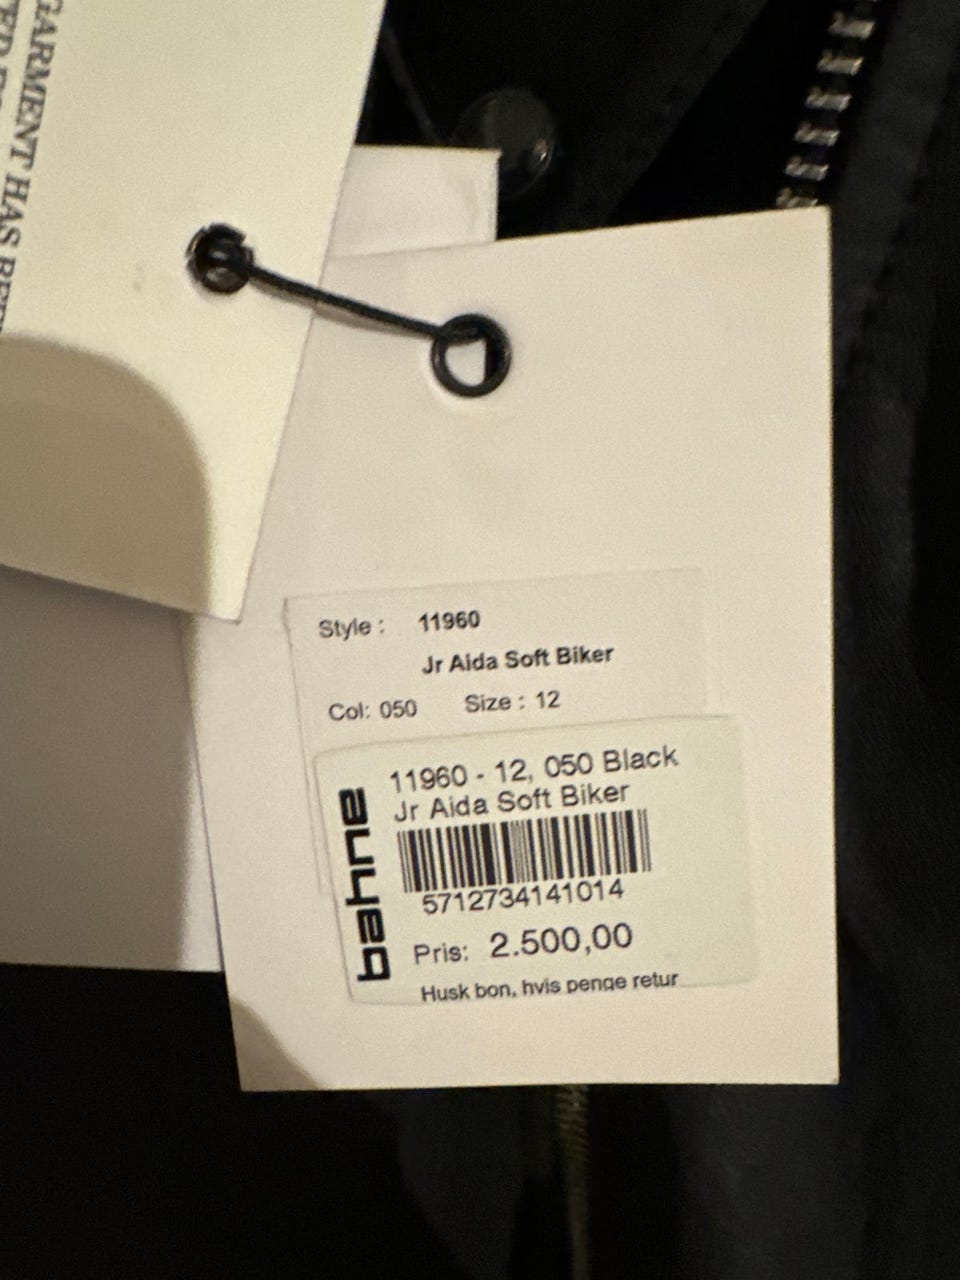 GARMENT HAS BEE
Style : 11960
Jr Aida Soft Biker
Col: 050 Size : 12
bahne
11960 - 12, 050 Black
Jr Aida Soft Biker
5712734141014
Pris: 2.500,00
Husk bon, hvis penge retur